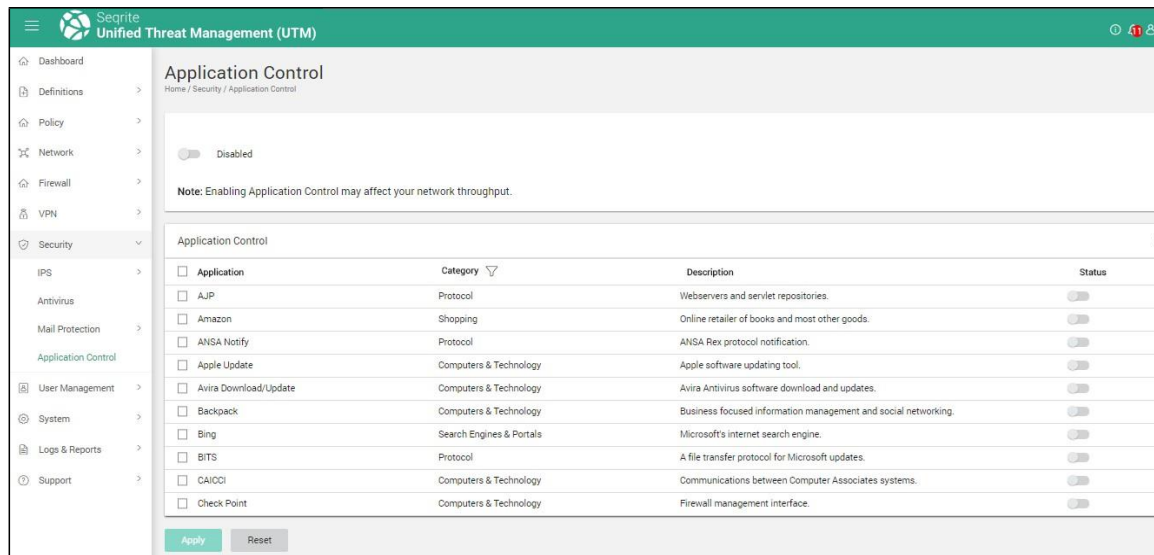 Seqrite
Unified Threat Management (UTM)
11
Dashboard
Definitions
Policy
Network
Firewall
VPN
Security
IPS
Antivirus
Mail Protection
Application Control
User Management
System
Logs & Reports
Support
Application Control
Home / Security / Application Control
Disabled
Note: Enabling Application Control may affect your network throughput.
Application Control
Application Category Description Status
AJP Protocol Webservers and servlet repositories.
Amazon Shopping Online retailer of books and most other goods.
ANSA Notify Protocol ANSA Rex protocol notification.
Apple Update Computers & Technology Apple software updating tool.
Avira Download/Update Computers & Technology Avira Antivirus software download and updates.
Backpack Computers & Technology Business focused information management and social networking.
Bing Search Engines & Portals Microsoft's internet search engine.
BITS Protocol A file transfer protocol for Microsoft updates.
CAICCI Computers & Technology Communications between Computer Associates systems.
Check Point Computers & Technology Firewall management interface.
Apply Reset